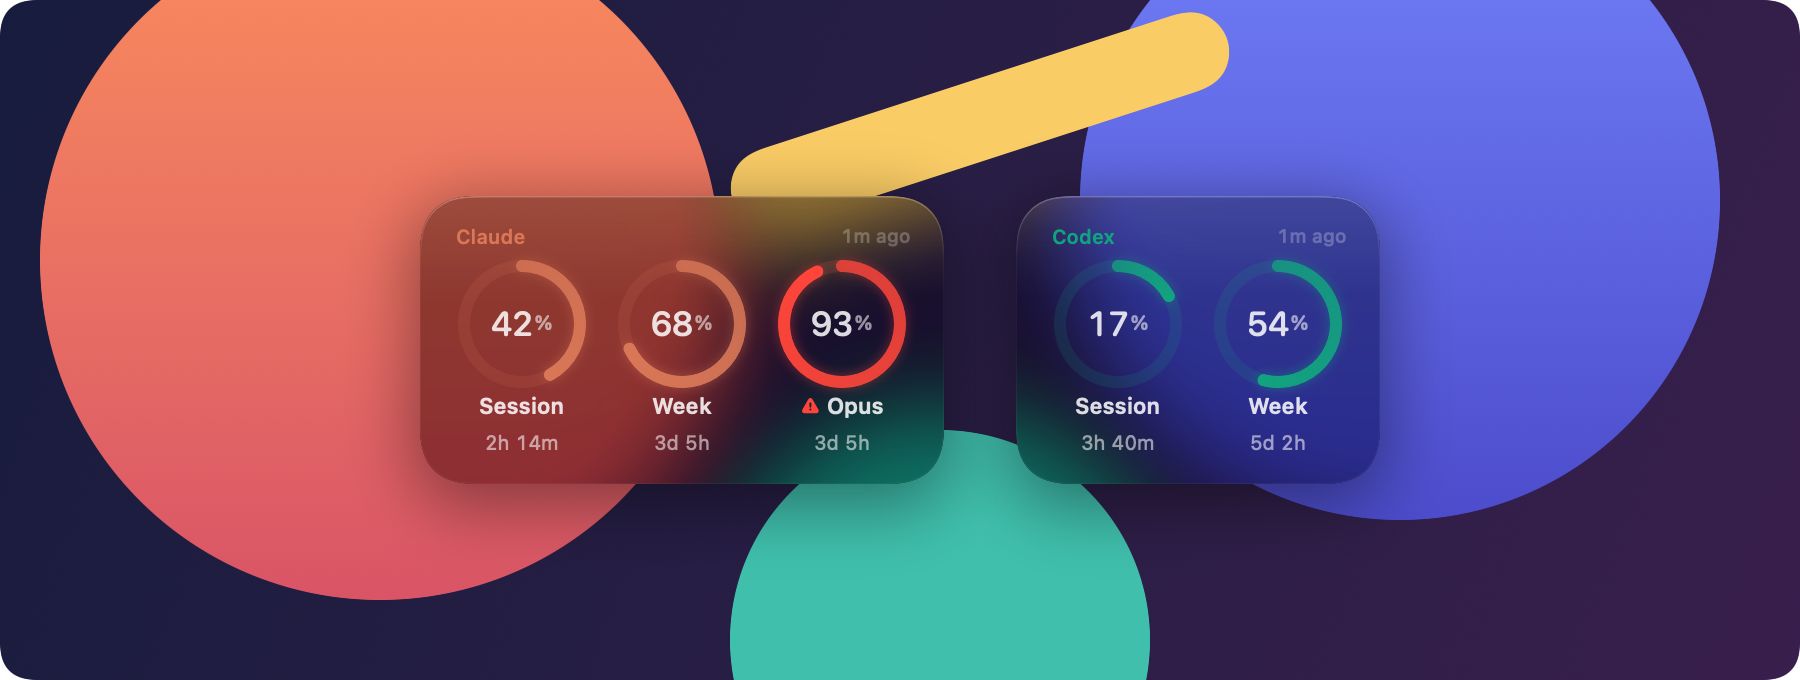 Claude 1m ago
42% 68% 93%
Session Week Opus
2h 14m 3d 5h 3d 5h
Codex 1m ago
17% 54%
Session Week
3h 40m 5d 2h